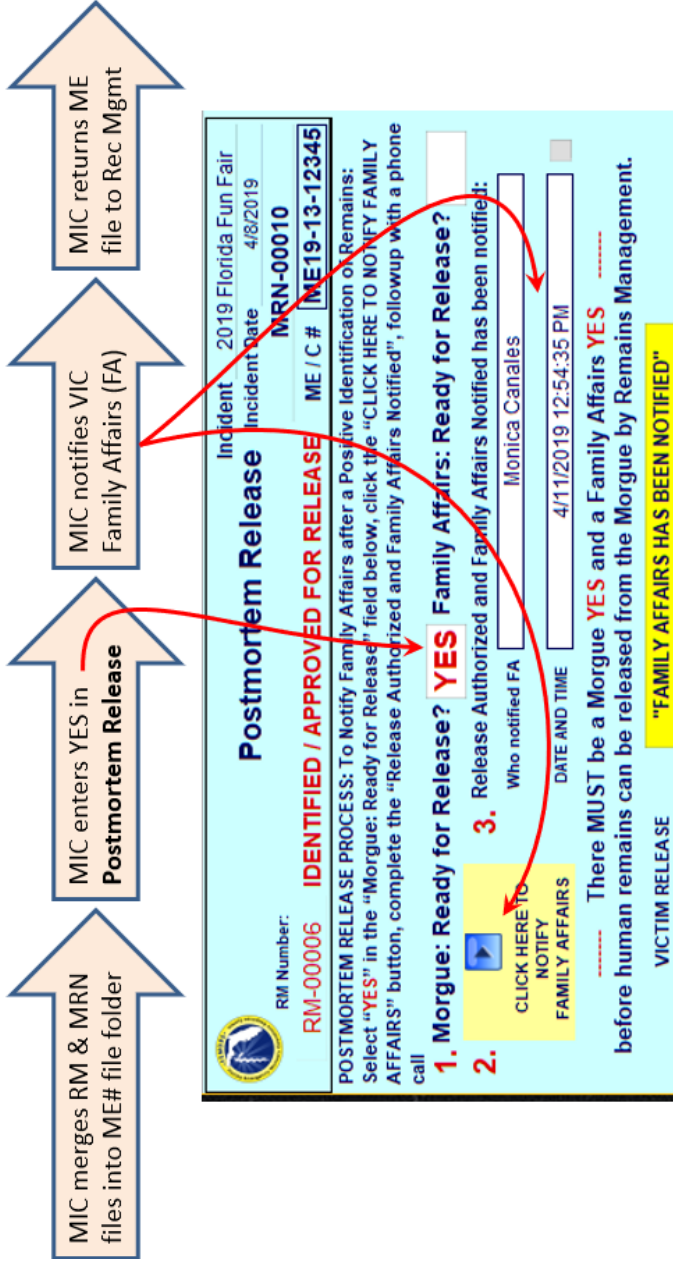 MIC merges RM & MRN
files into ME# file folder
MIC enters YES in
Postmortem Release
MIC notifies VIC
Family Affairs (FA)
MIC returns ME
file to Rec Mgmt
Postmortem Release
Incident 2019 Florida Fun Fair
Incident Date 4/8/2019
RM Number:
MRN-00010
RM-00006 IDENTIFIED / APPROVED FOR RELEASE ME / C # ME19-13-12345
POSTMORTEM RELEASE PROCESS: To Notify Family Affairs after a Positive Identification of Remains:
Select “YES” in the “Morgue: Ready for Release” field below, click the “CLICK HERE TO NOTIFY FAMILY
AFFAIRS” button, complete the “Release Authorized and Family Affairs Notified”, followup with a phone
call
1. Morgue: Ready for Release? YES Family Affairs: Ready for Release?
2.
CLICK HERE TO
NOTIFY
FAMILY AFFAIRS
3. Release Authorized and Family Affairs Notified has been notified:
Who notified FA Monica Canales
DATE AND TIME 4/11/2019 12:54:35 PM
-------- There MUST be a Morgue YES and a Family Affairs YES --------
before human remains can be released from the Morgue by Remains Management.
VICTIM RELEASE "FAMILY AFFAIRS HAS BEEN NOTIFIED"